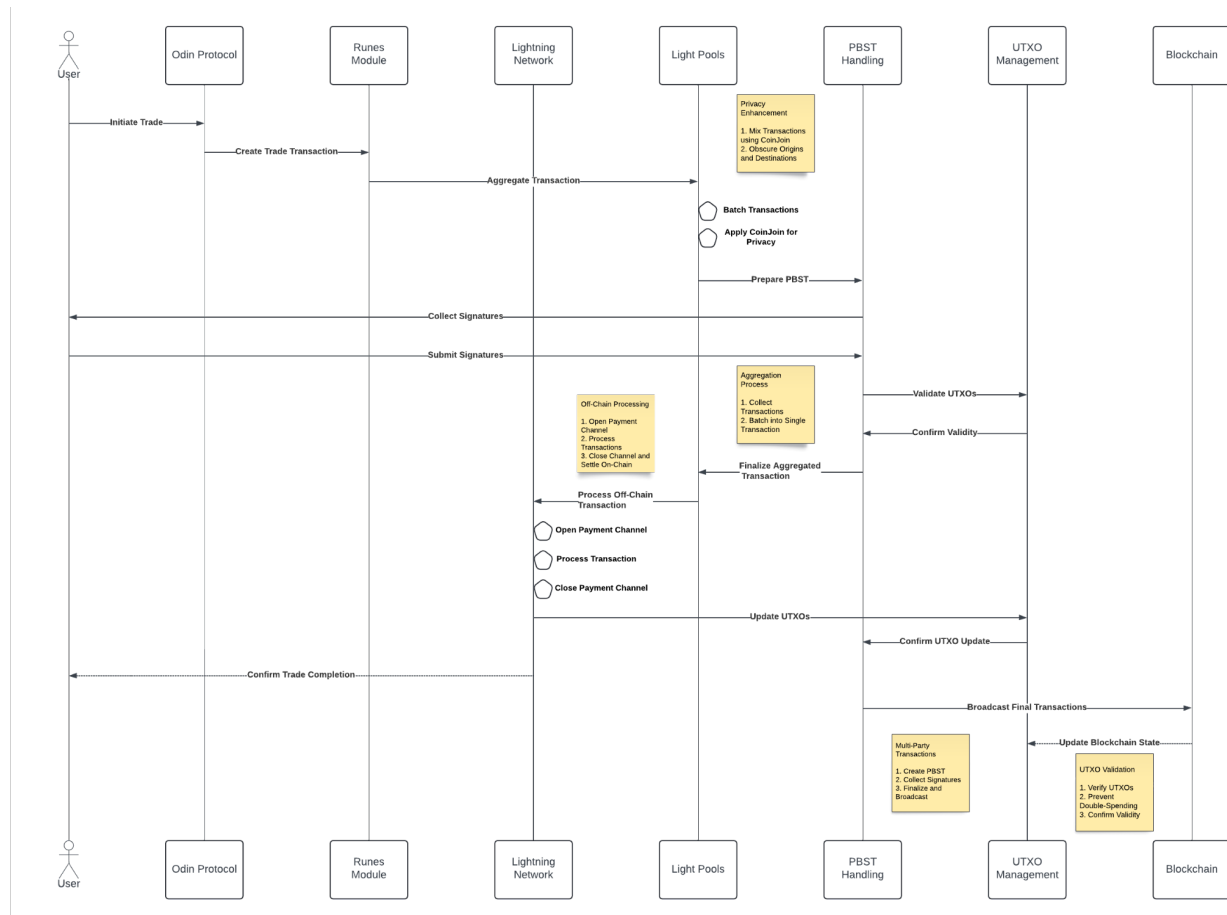 User
Odin Protocol
Runes
Module
Lightning
Network
Light Pools
PBST
Handling
UTXO
Management
Blockchain
Privacy
Enhancement
1. Mix Transactions
using CoinJoin
2. Obscure Origins
and Destinations
Initiate Trade
Create Trade Transaction
Aggregate Transaction
Batch Transactions
Apply CoinJoin for
Privacy
Prepare PBST
Collect Signatures
Submit Signatures
Aggregation
Process
1. Collect
Transactions
2. Batch into Single
Transaction
Validate UTXOs
Off-Chain Processing
1. Open Payment
Channel
2. Process
Transactions
3. Close Channel and
Settle On-Chain
Confirm Validity
Finalize Aggregated
Transaction
Process Off-Chain
Transaction
Open Payment Channel
Process Transaction
Close Payment Channel
Update UTXOs
Confirm UTXO Update
Confirm Trade Completion
Broadcast Final Transactions
Update Blockchain State
Multi-Party
Transactions
1. Create PBST
2. Collect Signatures
3. Finalize and
Broadcast
UTXO Validation
1. Verify UTXOs
2. Prevent
Double-Spending
3. Confirm Validity
User
Odin Protocol
Runes
Module
Lightning
Network
Light Pools
PBST
Handling
UTXO
Management
Blockchain